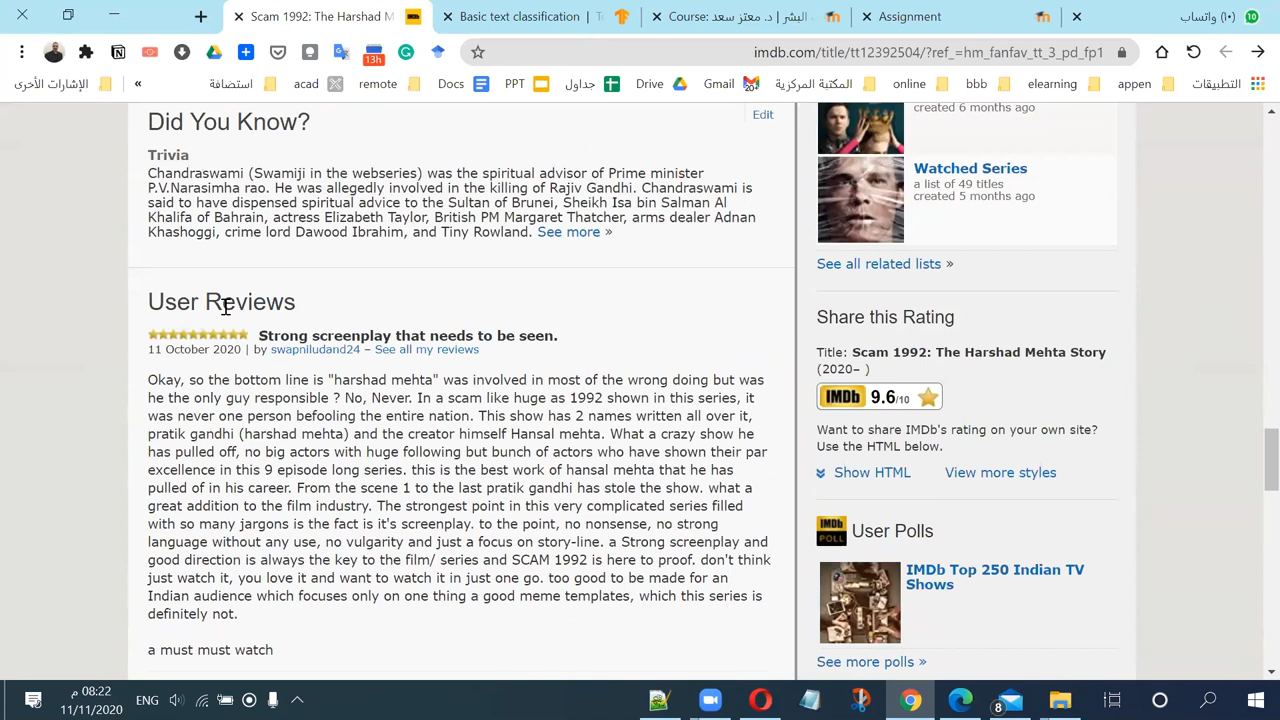 Scam 1992: The Harshad M
Basic text classification | T
Course: البشر | د. معتز سعد
Assignment
(١٠) واتساب
10
13h
imdb.com/title/tt12392504/?ref_=hm_fanfav_tt_3_pd_fp_i
الإشارات الأخرى
«
استضافة
acad
remote
Docs
PPT
جداول
Drive
Gmail
المكتبة المركزية
online
bbb
elearning
appen
التطبيقات
Did You Know?
Edit
Trivia
Chandraswami (Swamiji in the webseries) was the spiritual advisor of Prime minister
P.V.Narasimha rao. He was allegedly involved in the killing of Rajiv Gandhi. Chandraswami is
said to have dispensed spiritual advice to the Sultan of Brunei, Sheikh Isa bin Salman Al
Khalifa of Bahrain, actress Elizabeth Taylor, British PM Margaret Thatcher, arms dealer Adnan
Khashoggi, crime lord Dawood Ibrahim, and Tiny Rowland. See more »
User Reviews
Strong screenplay that needs to be seen.
11 October 2020 | by swapniludand24 – See all my reviews
Okay, so the bottom line is "harshad mehta" was involved in most of the wrong doing but was
he the only guy responsible ? No, Never. In a scam like huge as 1992 shown in this series, it
was never one person befooling the entire nation. This show has 2 names written all over it,
pratik gandhi (harshad mehta) and the creator himself Hansal mehta. What a crazy show he
has pulled off, no big actors with huge following but bunch of actors who have shown their par
excellence in this 9 episode long series. this is the best work of hansal mehta that he has
pulled of in his career. From the scene 1 to the last pratik gandhi has stole the show. what a
great addition to the film industry. The strongest point in this very complicated series filled
with so many jargons is the fact is it's screenplay. to the point, no nonsense, no strong
language without any use, no vulgarity and just a focus on story-line. a Strong screenplay and
good direction is always the key to the film/ series and SCAM 1992 is here to proof. don't think
just watch it, you love it and want to watch it in just one go. too good to be made for an
Indian audience which focuses only on one thing a good meme templates, which this series is
definitely not.
a must must watch
created 6 months ago
Watched Series
a list of 49 titles
created 5 months ago
See all related lists »
Share this Rating
Title: Scam 1992: The Harshad Mehta Story
(2020– )
IMDb 9.6/10
Want to share IMDb's rating on your own site?
Use the HTML below.
Show HTML
View more styles
IMDb
POLL
User Polls
IMDb Top 250 Indian TV
Shows
See more polls »
08:22 م
11/11/2020
ENG
8